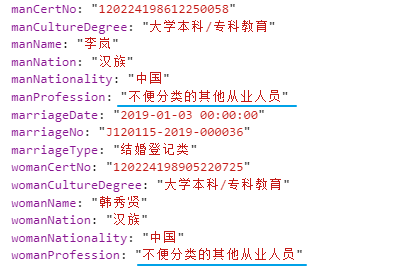 manCertNo: "120224198612250058"
manCultureDegree: "大学本科/专科教育"
manName: "李岚"
manNation: "汉族"
manNationality: "中国"
manProfession: "不便分类的其他从业人员"
marriageDate: "2019-01-03 00:00:00"
marriageNo: "J120115-2019-000036"
marriageType: "结婚登记类"
womanCertNo: "120224198905220725"
womanCultureDegree: "大学本科/专科教育"
womanName: "韩秀贤"
womanNation: "汉族"
womanNationality: "中国"
womanProfession: "不便分类的其他从业人员"